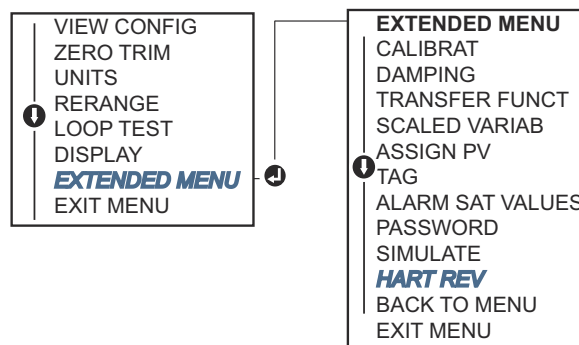 VIEW CONFIG
ZERO TRIM
UNITS
RERANGE
LOOP TEST
DISPLAY
EXTENDED MENU
EXIT MENU
EXTENDED MENU
CALIBRAT
DAMPING
TRANSFER FUNCT
SCALED VARIAB
ASSIGN PV
TAG
ALARM SAT VALUES
PASSWORD
SIMULATE
HART REV
BACK TO MENU
EXIT MENU